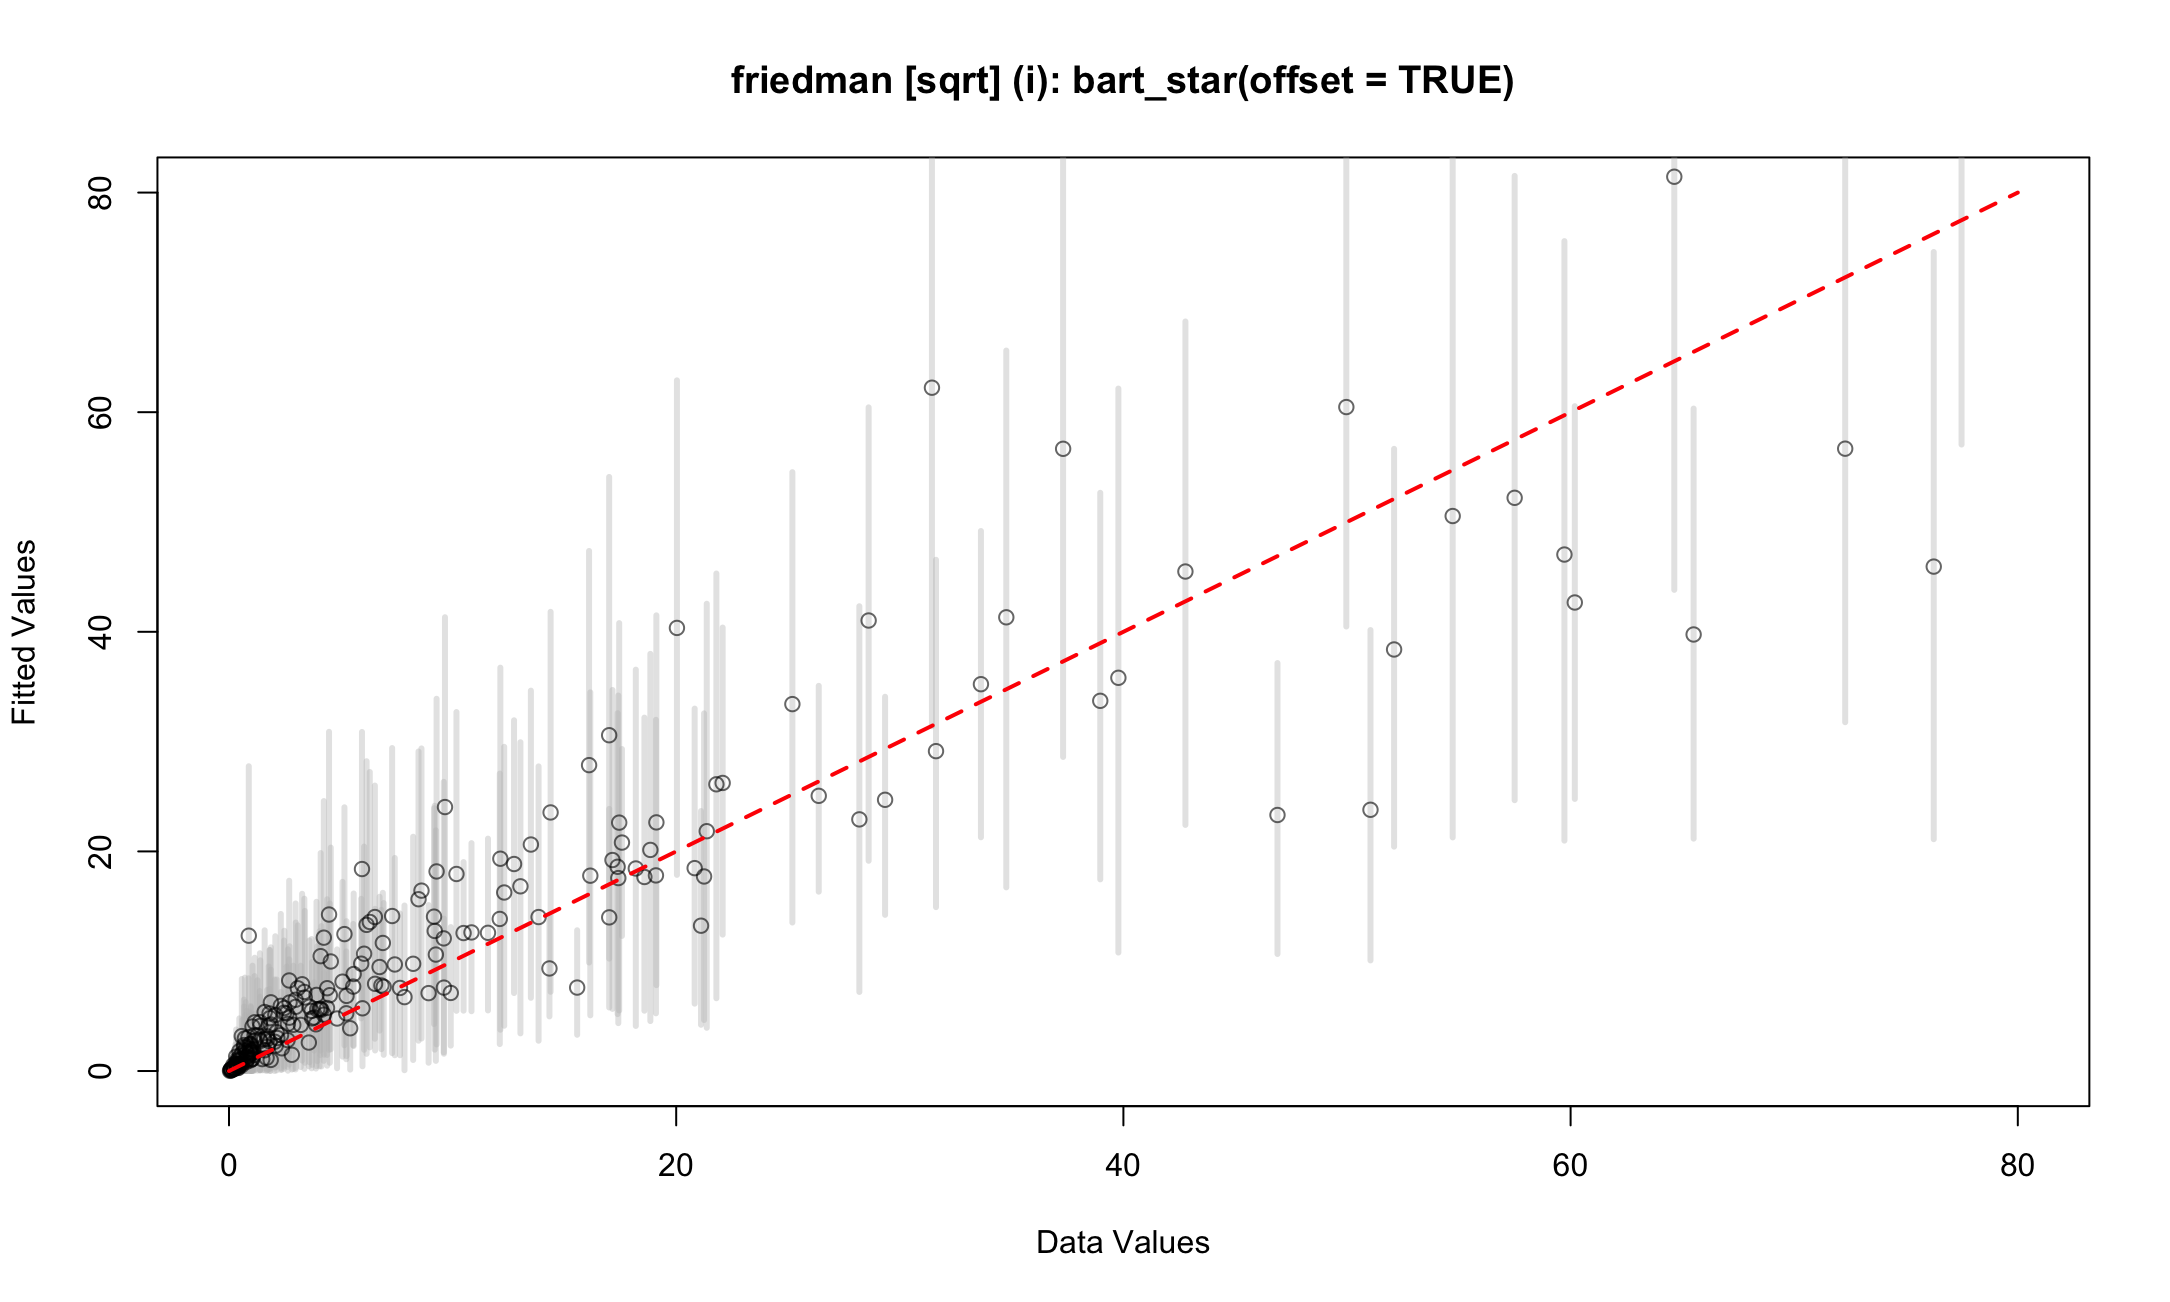 friedman [sqrt] (i): bart_star(offset = TRUE)
Fitted Values
80
60
40
20
0
0 20 40 60 80
Data Values